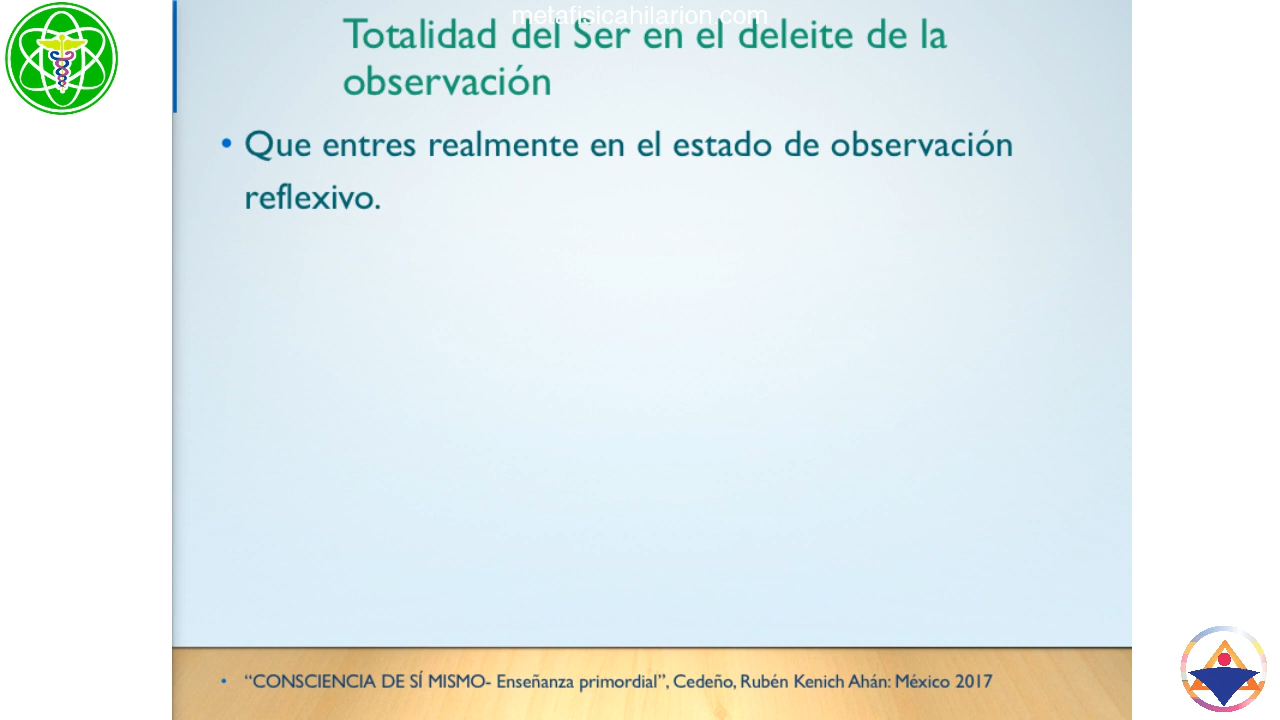 metafisicahilarion.com
Totalidad del Ser en el deleite de la
observación
• Que entres realmente en el estado de observación
reflexivo.
• “CONSCIENCIA DE SÍ MISMO- Enseñanza primordial”, Cedeño, Rubén Kenich Ahán: México 2017